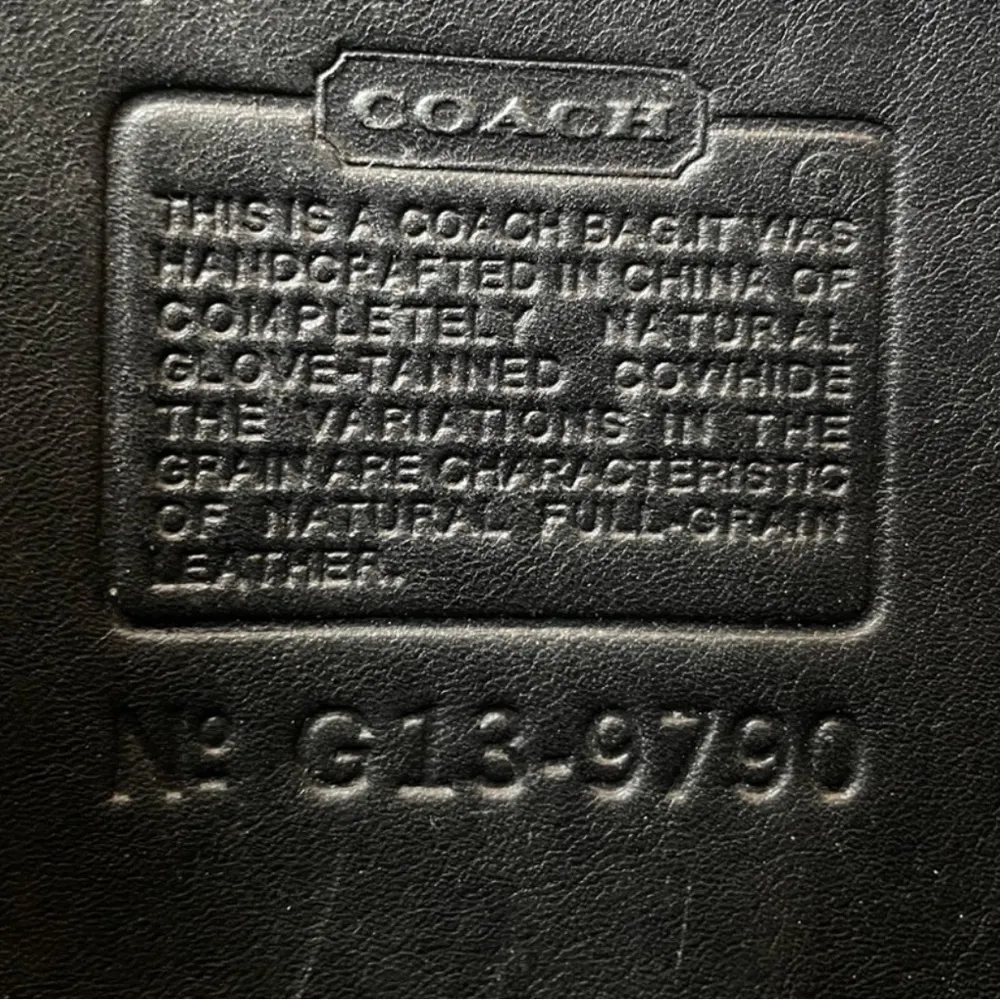 COACH
®
THIS IS A COACH BAG.IT WAS
HANDCRAFTED IN CHINA OF
COMPLETELY NATURAL
GLOVE-TANNED COWHIDE
THE VARIATIONS IN THE
GRAIN ARE CHARACTERISTIC
OF NATURAL FULL-GRAIN
LEATHER.
Nº G13-9790